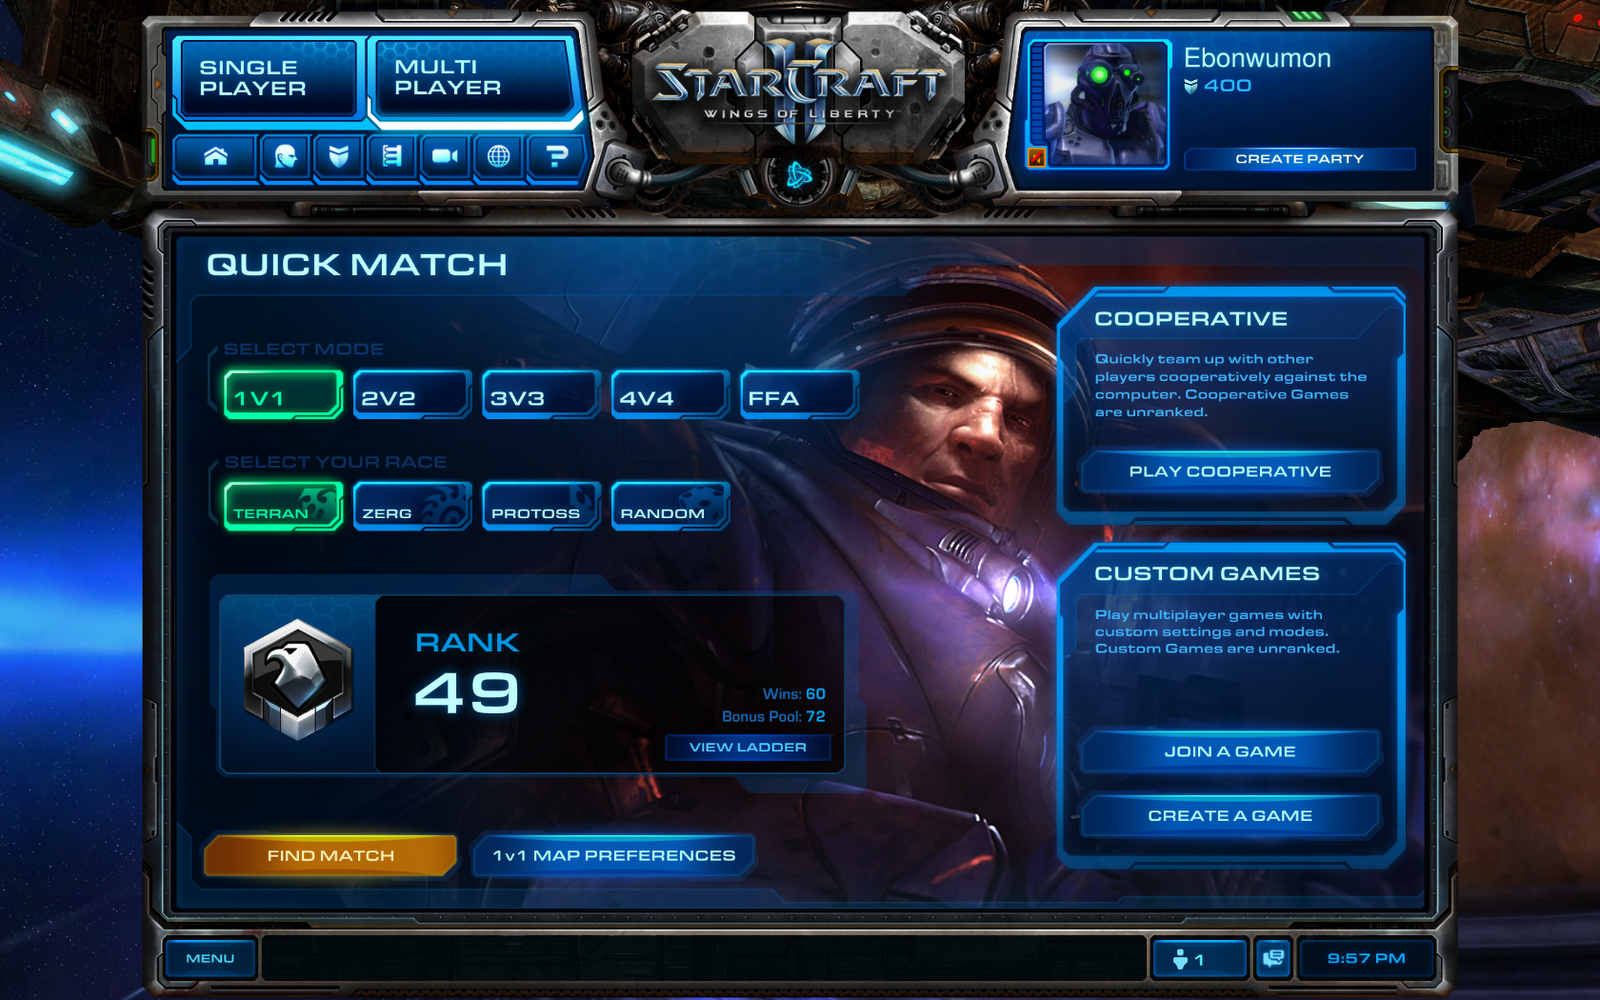 SINGLE
PLAYER
MULTI
PLAYER
STARCRAFT
II
WINGS OF LIBERTY
Ebonwumon
400
CREATE PARTY
QUICK MATCH
SELECT MODE
1V1
2V2
3V3
4V4
FFA
SELECT YOUR RACE
TERRAN
ZERG
PROTOSS
RANDOM
RANK
49
Wins: 60
Bonus Pool: 72
VIEW LADDER
FIND MATCH
1v1 MAP PREFERENCES
COOPERATIVE
Quickly team up with other
players cooperatively against the
computer. Cooperative Games
are unranked.
PLAY COOPERATIVE
CUSTOM GAMES
Play multiplayer games with
custom settings and modes.
Custom Games are unranked.
JOIN A GAME
CREATE A GAME
MENU
1
9:57 PM